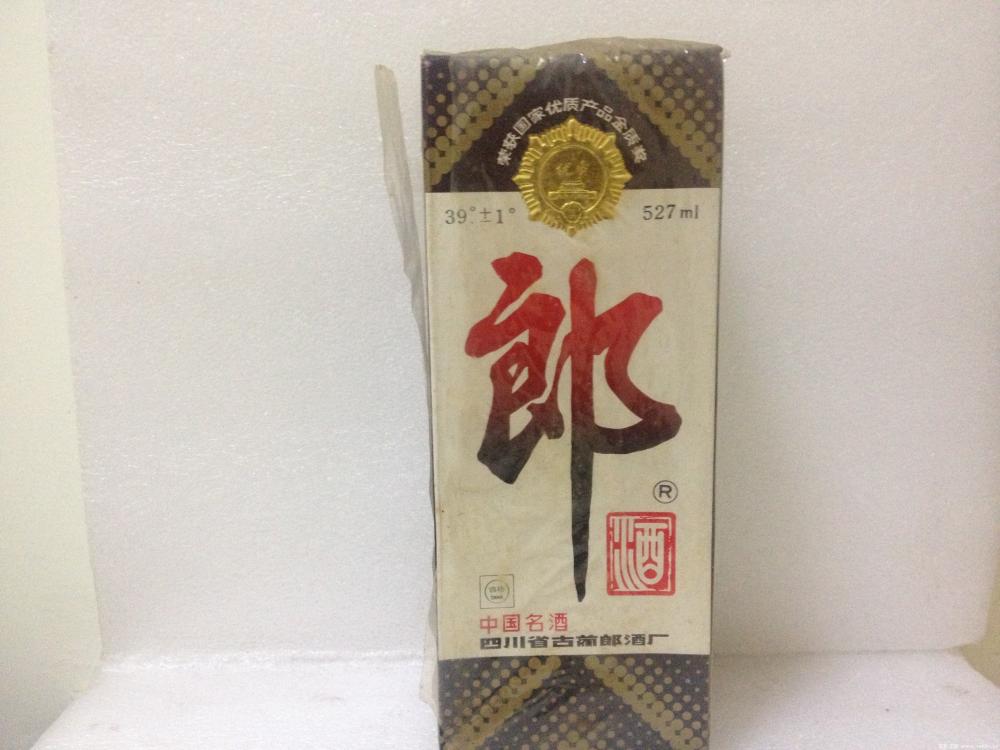 荣获国家优质产品金质奖
39°±1°
527ml
郎
®
酒
中国名酒
四川省古蔺郎酒厂